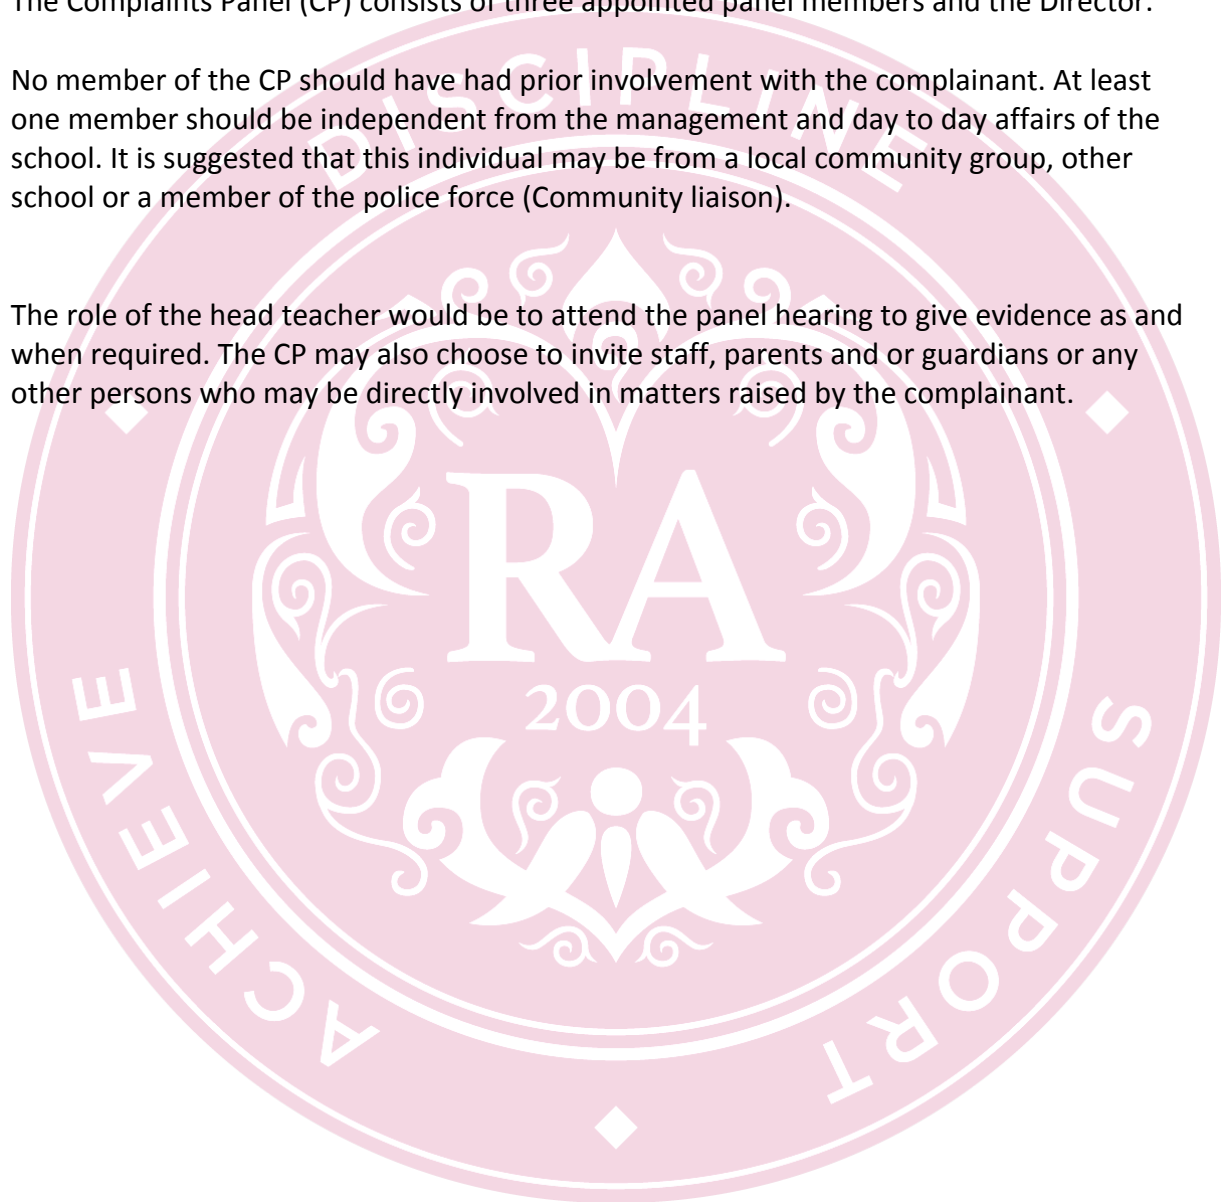 The Complaints Panel (CP) consists of three appointed panel members and the Director.
No member of the CP should have had prior involvement with the complainant. At least
one member should be independent from the management and day to day affairs of the
school. It is suggested that this individual may be from a local community group, other
school or a member of the police force (Community liaison).
The role of the head teacher would be to attend the panel hearing to give evidence as and
when required. The CP may also choose to invite staff, parents and or guardians or any
other persons who may be directly involved in matters raised by the complainant.
DISCIPLINE
RA
2004
ACHIEVE
SUPPORT